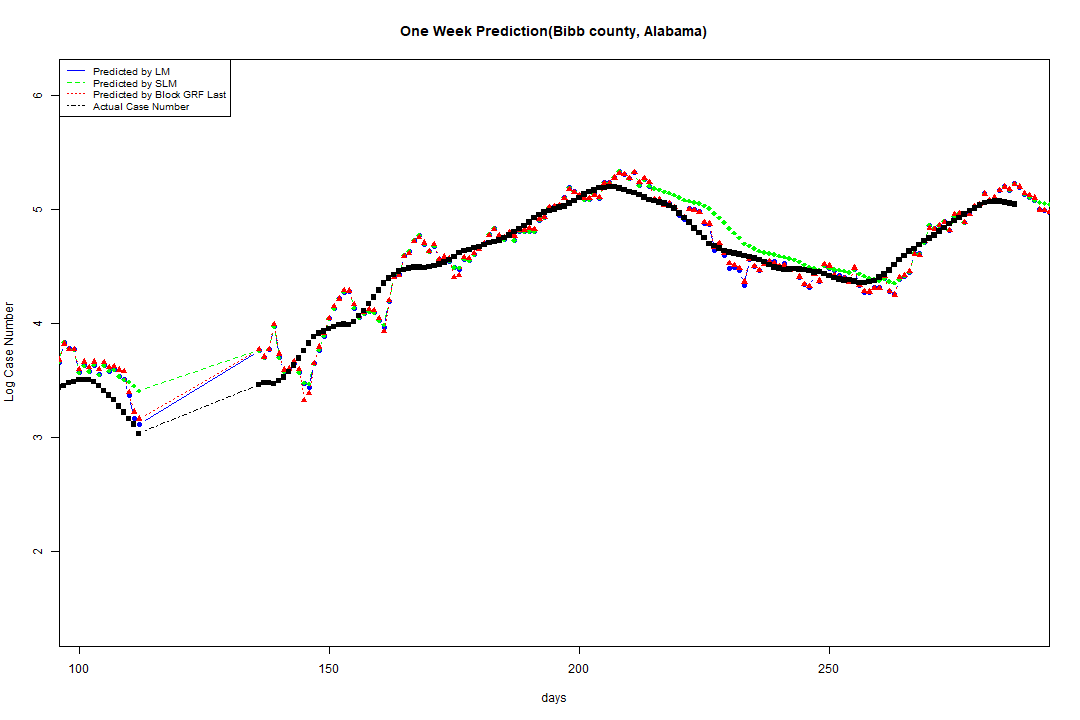 One Week Prediction(Bibb county, Alabama)
Predicted by LM
Predicted by SLM
Predicted by Block GRF Last
Actual Case Number
6
5
4
3
2
Log Case Number
100 150 200 250
days